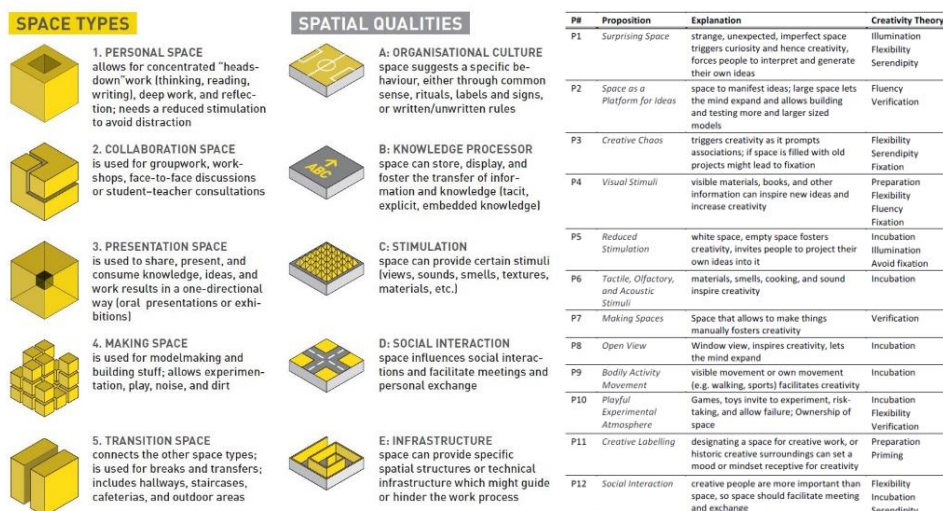 SPACE TYPES
1. PERSONAL SPACE
allows for concentrated "heads-
down"work (thinking, reading,
writing), deep work, and reflec-
tion; needs a reduced stimulation
to avoid distraction
2. COLLABORATION SPACE
is used for groupwork, work-
shops, face-to-face discussions
or student–teacher consultations
3. PRESENTATION SPACE
is used to share, present, and
consume knowledge, ideas, and
work results in a one-directional
way (oral presentations or exhi-
bitions)
4. MAKING SPACE
is used for modelmaking and
building stuff; allows experimen-
tation, play, noise, and dirt
5. TRANSITION SPACE
connects the other space types;
is used for breaks and transfers;
includes hallways, staircases,
cafeterias, and outdoor areas
SPATIAL QUALITIES
A: ORGANISATIONAL CULTURE
space suggests a specific be-
haviour, either through common
sense, rituals, labels and signs,
or written/unwritten rules
ABC
B: KNOWLEDGE PROCESSOR
space can store, display, and
foster the transfer of infor-
mation and knowledge (tacit,
explicit, embedded knowledge)
C: STIMULATION
space can provide certain stimuli
(views, sounds, smells, textures,
materials, etc.)
D: SOCIAL INTERACTION
space influences social interac-
tions and facilitate meetings and
personal exchange
E: INFRASTRUCTURE
space can provide specific
spatial structures or technical
infrastructure which might guide
or hinder the work process
P# Proposition Explanation Creativity Theory
P1 Surprising Space strange, unexpected, imperfect space Illumination
triggers curiosity and hence creativity, Flexibility
forces people to interpret and generate Serendipity
their own ideas
P2 Space as a space to manifest ideas; large space lets Fluency
Platform for Ideas the mind expand and allows building Verification
and testing more and larger sized
models
P3 Creative Chaos triggers creativity as it prompts Flexibility
associations; if space is filled with old Serendipity
projects might lead to fixation Fixation
P4 Visual Stimuli visible materials, books, and other Preparation
information can inspire new ideas and Flexibility
increase creativity Fluency
Fixation
P5 Reduced white space, empty space fosters Incubation
Stimulation creativity, invites people to project their Illumination
own ideas into it Avoid fixation
P6 Tactile, Olfactory, materials, smells, cooking, and sound Incubation
and Acoustic inspire creativity
Stimuli
P7 Making Spaces Space that allows to make things Verification
manually fosters creativity
P8 Open View Window view, inspires creativity, lets Incubation
the mind expand
P9 Bodily Activity visible movement or own movement Incubation
Movement (e.g. walking, sports) facilitates creativity
P10 Playful Games, toys invite to experiment, risk- Incubation
Experimental taking, and allow failure; Ownership of Flexibility
Atmosphere space Verification
P11 Creative Labelling designing a space for creative work, or Preparation
historic creative surroundings can set a Priming
mood or mindset receptive for creativity
P12 Social Interaction creative people are more important than Flexibility
space, so space should facilitate meeting Incubation
and exchange Serendipity